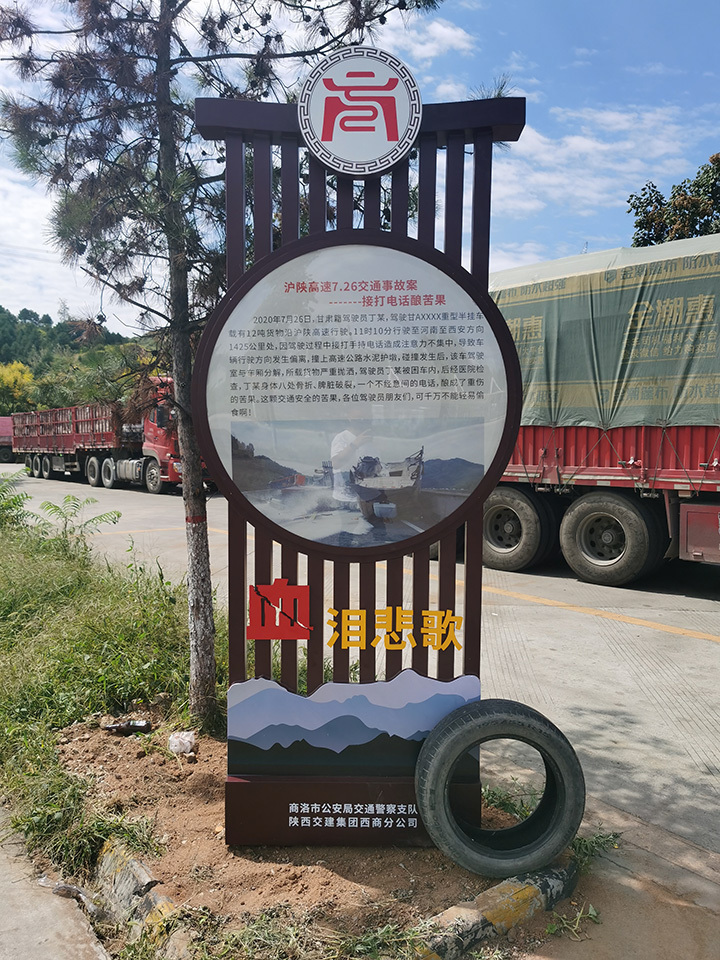 沪陕高速7.26交通事故案
-------接打电话酿苦果
2020年7月26日，甘肃籍驾驶员丁某，驾驶甘AXXXX重型半挂车
载有12吨货物沿沪陕高速行驶，11时10分行驶至河南至西安方向
1425公里处，因驾驶过程中接打手持电话造成注意力不集中，导致车
辆行驶方向发生偏离，撞上高速公路水泥护墩，碰撞发生后，该车驾驶
室与车厢分解，所载货物严重抛洒，驾驶员丁某被困车内，后经医院检
查，丁某身体八处骨折、脾脏破裂，一个不经意间的电话，酿成了重伤
的苦果，这颗交通安全的苦果，各位驾驶员朋友们，可千万不能轻易偷
食啊！
血泪悲歌
商洛市公安局交通警察支队
陕西交建集团西商分公司